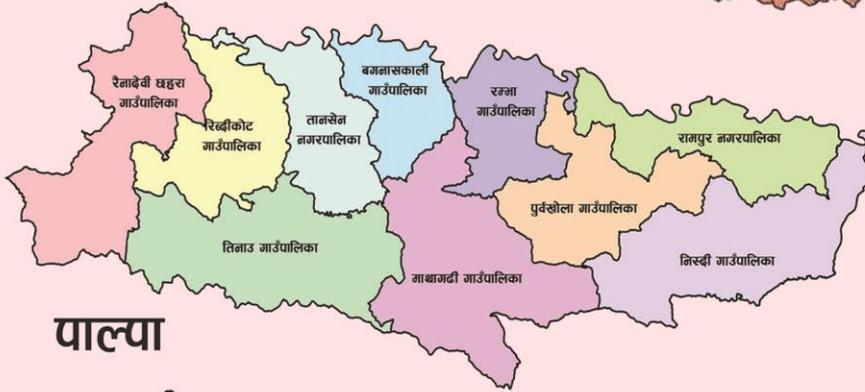 रैनादेवी छहरा
गाउँपालिका
रिब्दीकोट
गाउँपालिका
तानसेन
नगरपालिका
बगनासकाली
गाउँपालिका
रम्भा
गाउँपालिका
रामपुर नगरपालिका
पुर्वखोला गाउँपालिका
तिनाउ गाउँपालिका
माथागढी गाउँपालिका
निस्दी गाउँपालिका
पाल्पा